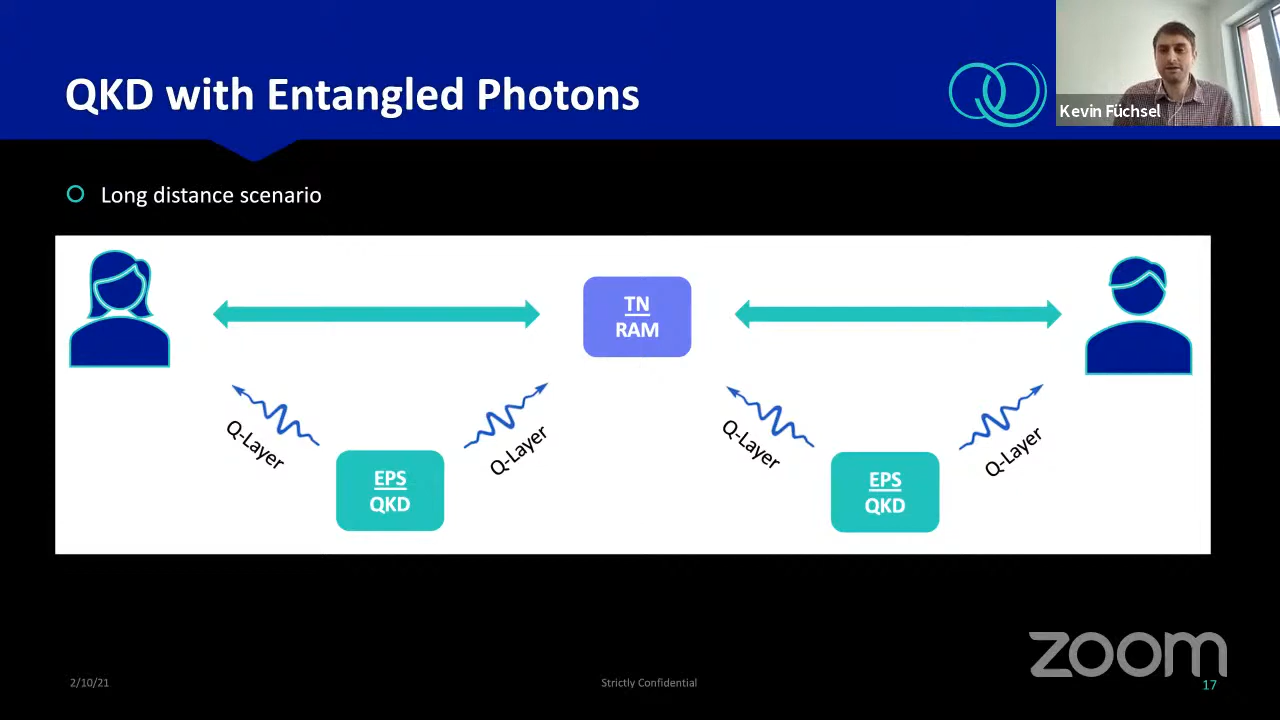 QKD with Entangled Photons
Kevin Füchsel
Long distance scenario
TN
RAM
Q-Layer
Q-Layer
Q-Layer
Q-Layer
EPS
QKD
EPS
QKD
zoom
2/10/21
Strictly Confidential
17